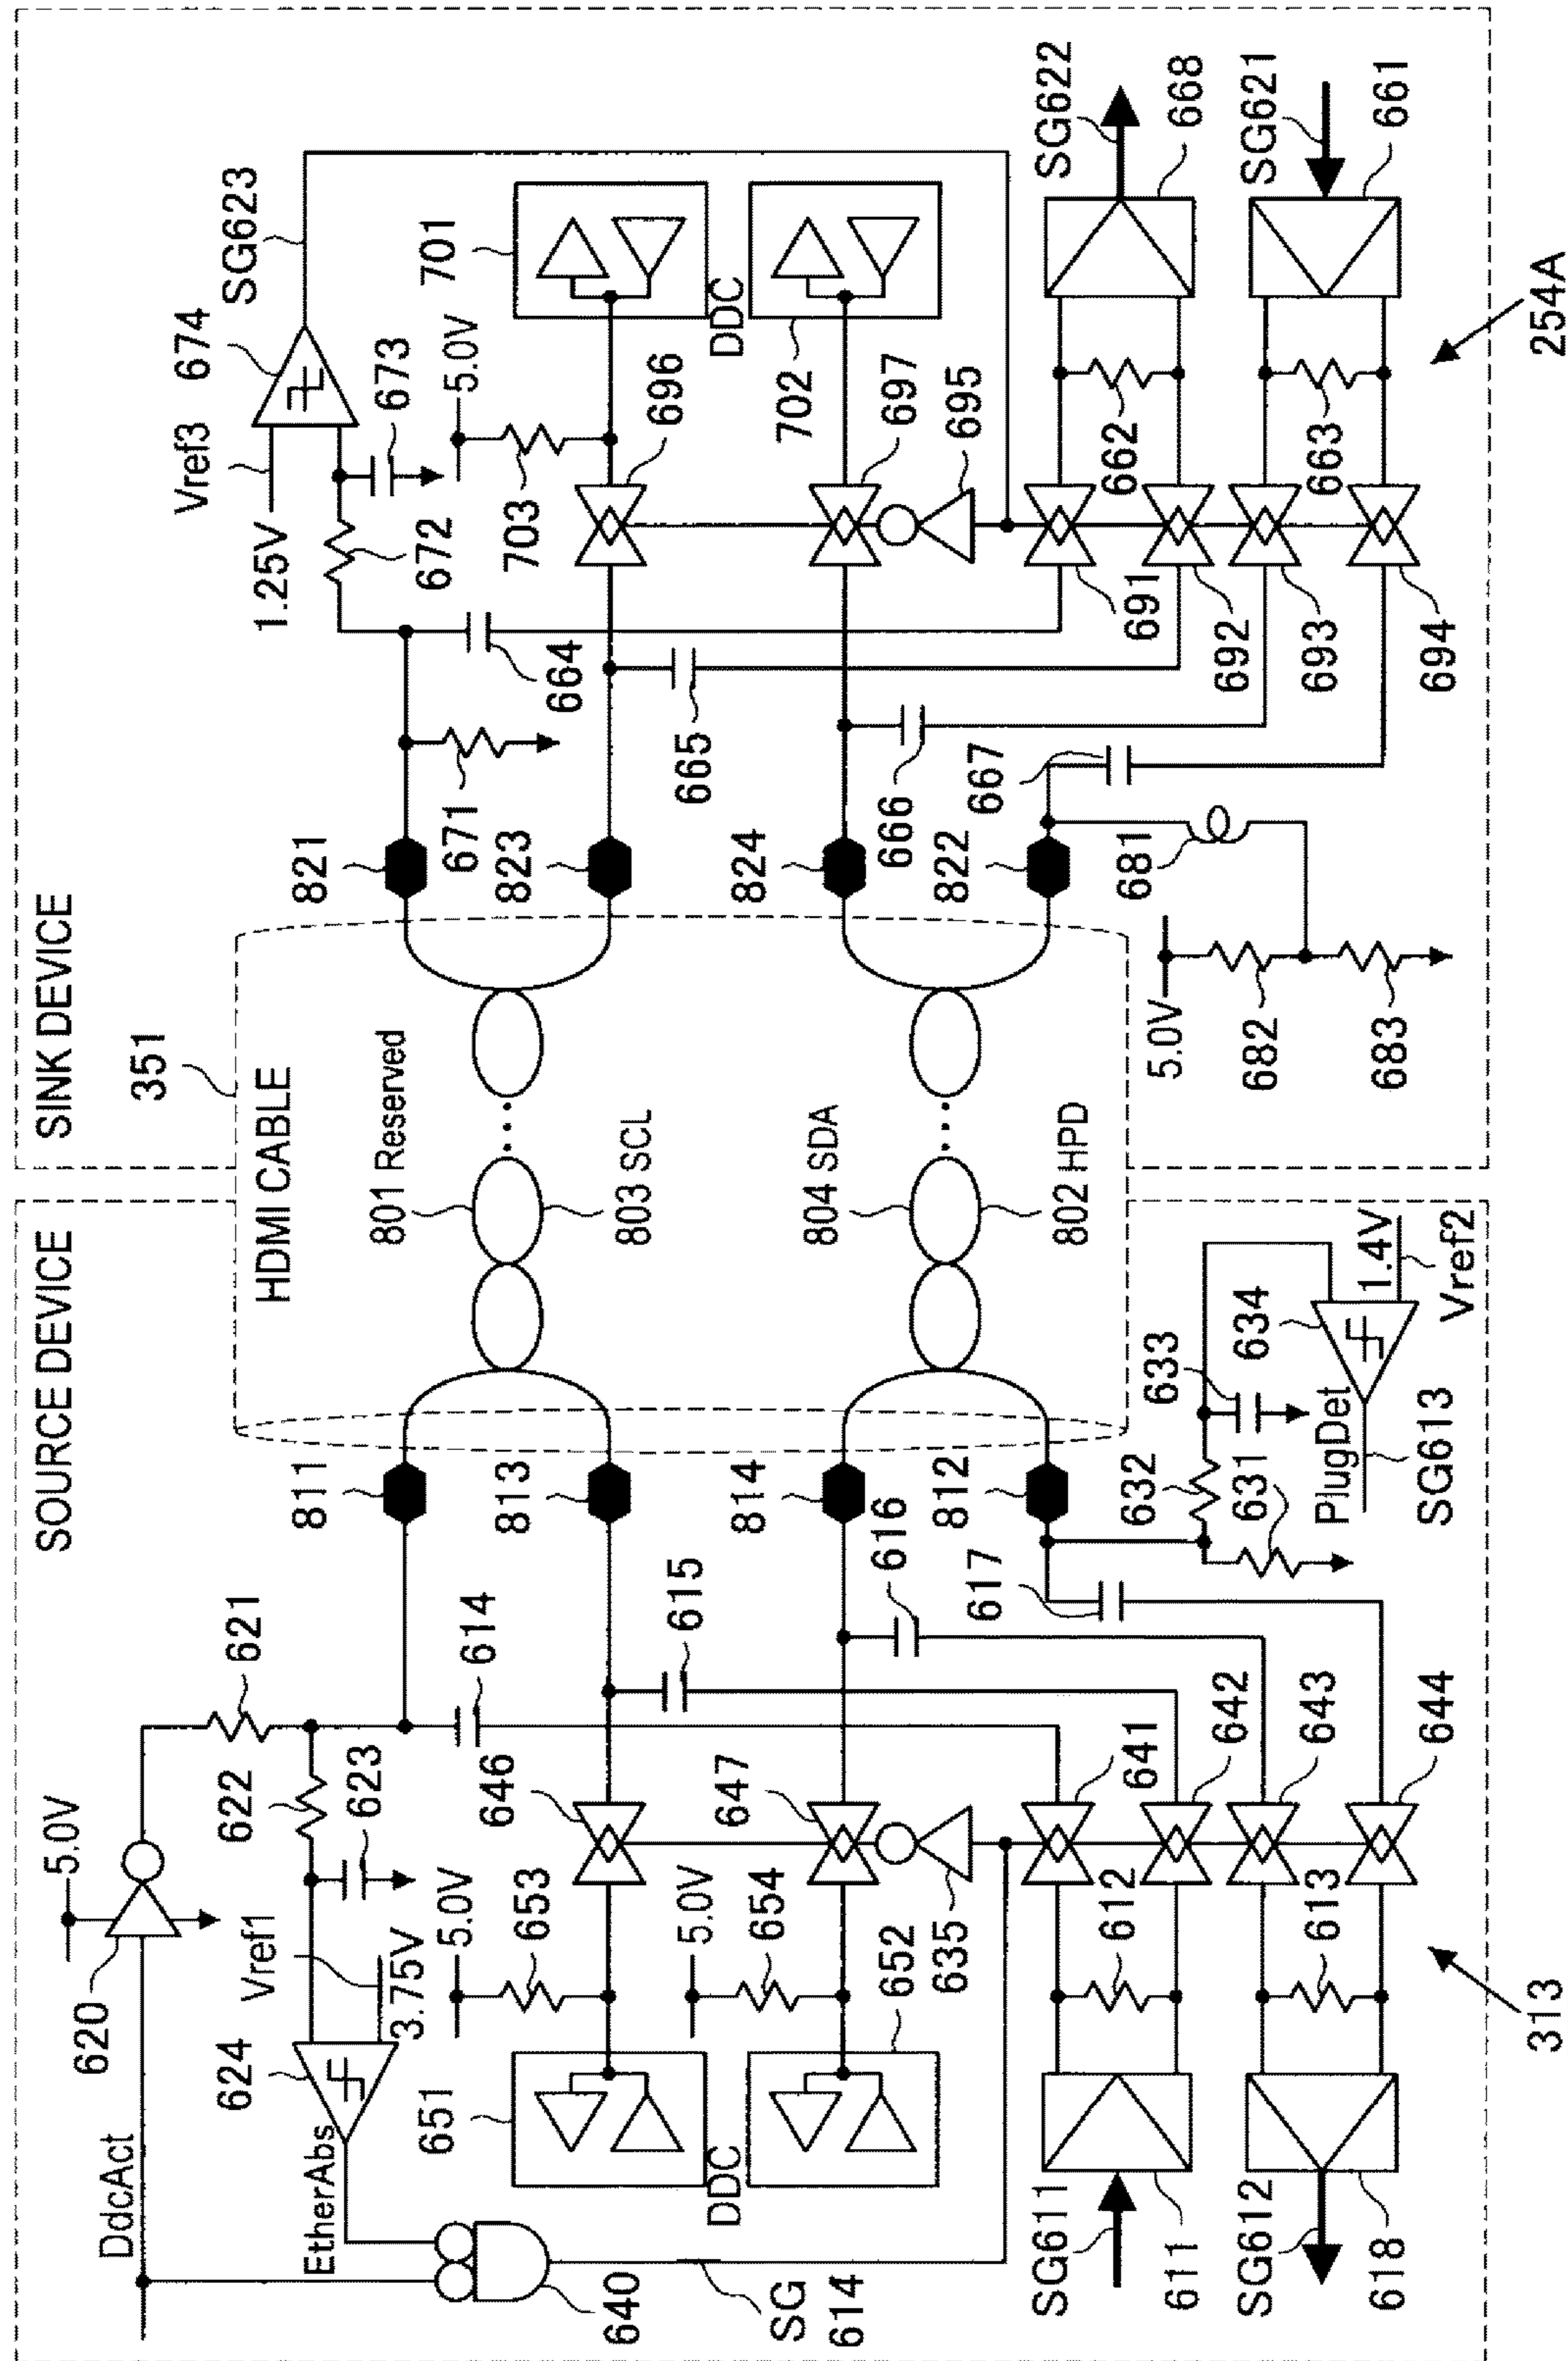 SOURCE DEVICE
DdcAct
5.0V
620
621
622
623
Vref1
3.75V
624
EtherAbs
640
SG
614
614
615
616
617
5.0V
653
646
651
DDC
5.0V
654
647
652
635
641
642
643
644
612
613
SG611
611
SG612
618
313
811
813
814
812
632
631
633
634
PlugDet
SG613
1.4V
Vref2
HDMI CABLE
351
801 Reserved
803 SCL
804 SDA
802 HPD
SINK DEVICE
821
823
824
822
671
664
665
666
667
681
5.0V
682
683
1.25V
Vref3
672
673
674
SG623
5.0V
703
696
701
DDC
702
697
695
691
692
693
694
662
663
SG622
668
SG621
661
254A